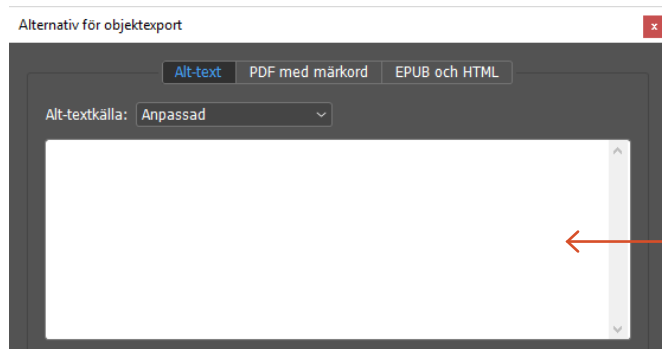 Alternativ för objektexport
x
Alt-text PDF med märkord EPUB och HTML
Alt-textkälla: Anpassad